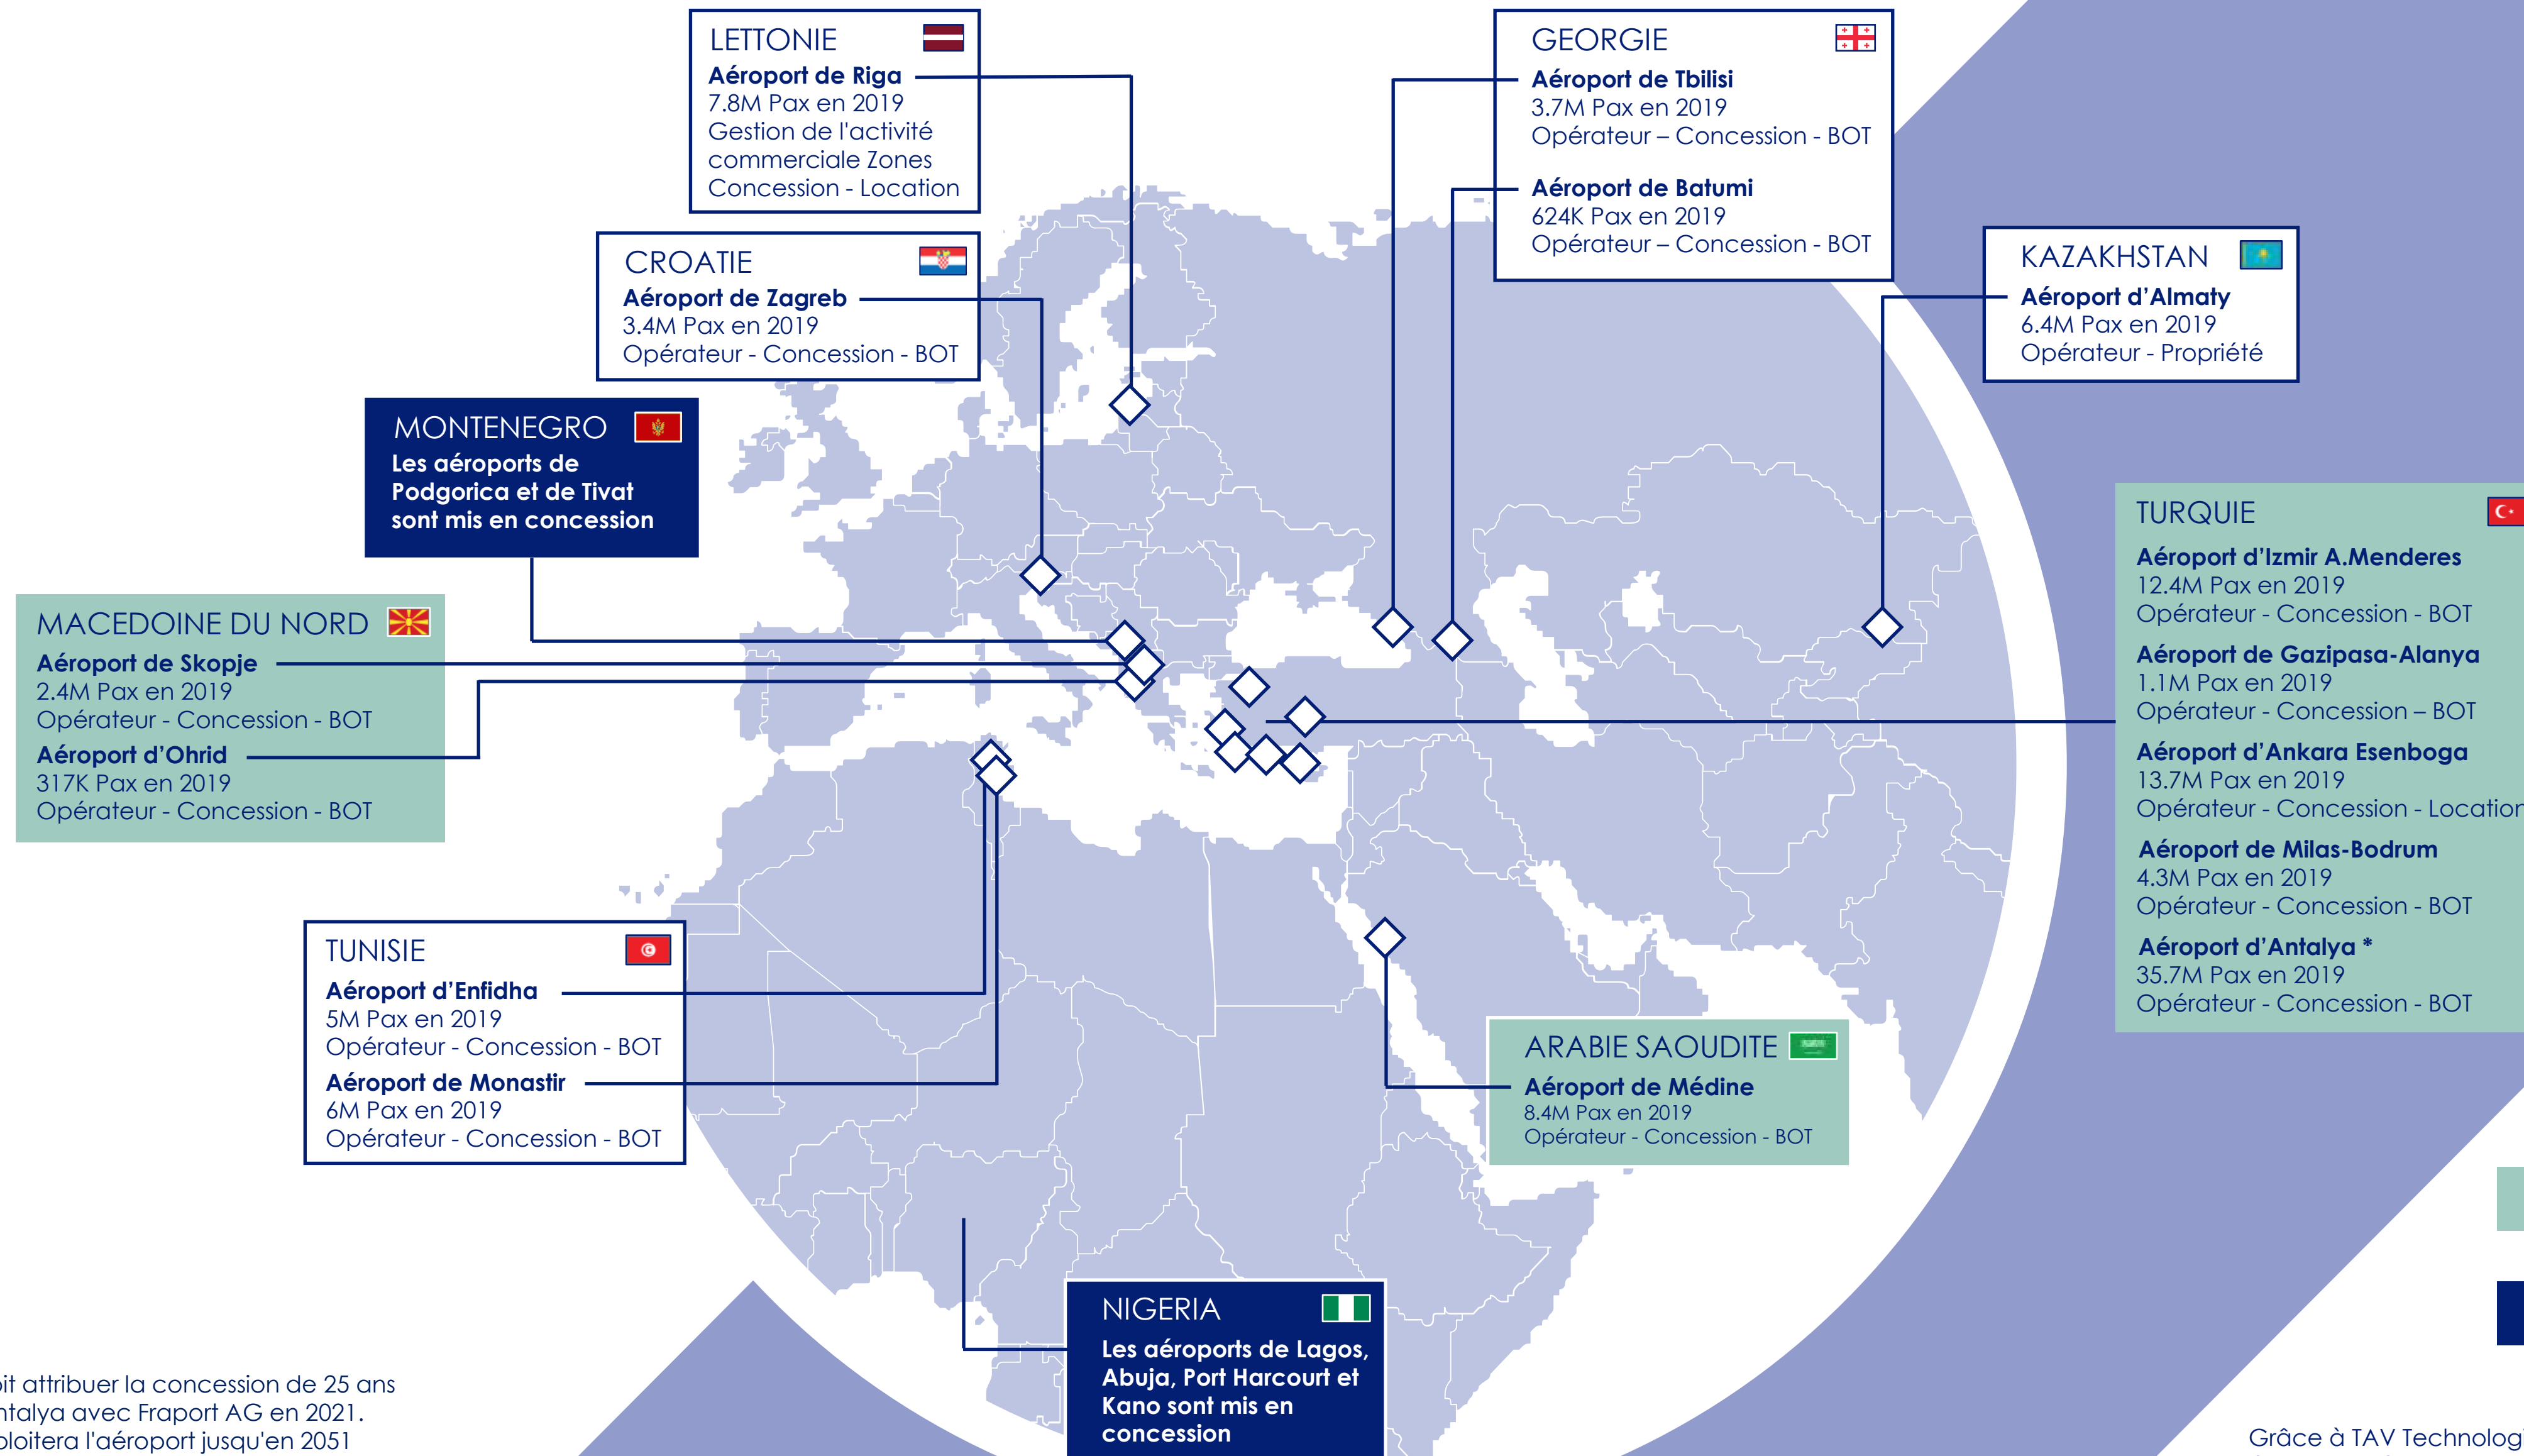 LETTONIE
Aéroport de Riga
7.8M Pax en 2019
Gestion de l'activité
commerciale Zones
Concession - Location
GEORGIE
Aéroport de Tbilisi
3.7M Pax en 2019
Opérateur – Concession - BOT
Aéroport de Batumi
624K Pax en 2019
Opérateur – Concession - BOT
CROATIE
Aéroport de Zagreb
3.4M Pax en 2019
Opérateur - Concession - BOT
KAZAKHSTAN
Aéroport d’Almaty
6.4M Pax en 2019
Opérateur - Propriété
MONTENEGRO
Les aéroports de
Podgorica et de Tivat
sont mis en concession
MACEDOINE DU NORD
Aéroport de Skopje
2.4M Pax en 2019
Opérateur - Concession - BOT
Aéroport d’Ohrid
317K Pax en 2019
Opérateur - Concession - BOT
TURQUIE
Aéroport d’Izmir A.Menderes
12.4M Pax en 2019
Opérateur - Concession - BOT
Aéroport de Gazipasa-Alanya
1.1M Pax en 2019
Opérateur - Concession – BOT
Aéroport d’Ankara Esenboga
13.7M Pax en 2019
Opérateur - Concession - Location
Aéroport de Milas-Bodrum
4.3M Pax en 2019
Opérateur - Concession - BOT
Aéroport d’Antalya *
35.7M Pax en 2019
Opérateur - Concession - BOT
TUNISIE
Aéroport d’Enfidha
5M Pax en 2019
Opérateur - Concession - BOT
Aéroport de Monastir
6M Pax en 2019
Opérateur - Concession - BOT
ARABIE SAOUDITE
Aéroport de Médine
8.4M Pax en 2019
Opérateur - Concession - BOT
NIGERIA
Les aéroports de Lagos,
Abuja, Port Harcourt et
Kano sont mis en
concession
attribuer la concession de 25 ans
avec Fraport AG en 2021.
l'aéroport jusqu'en 2051
Grâce à TAV